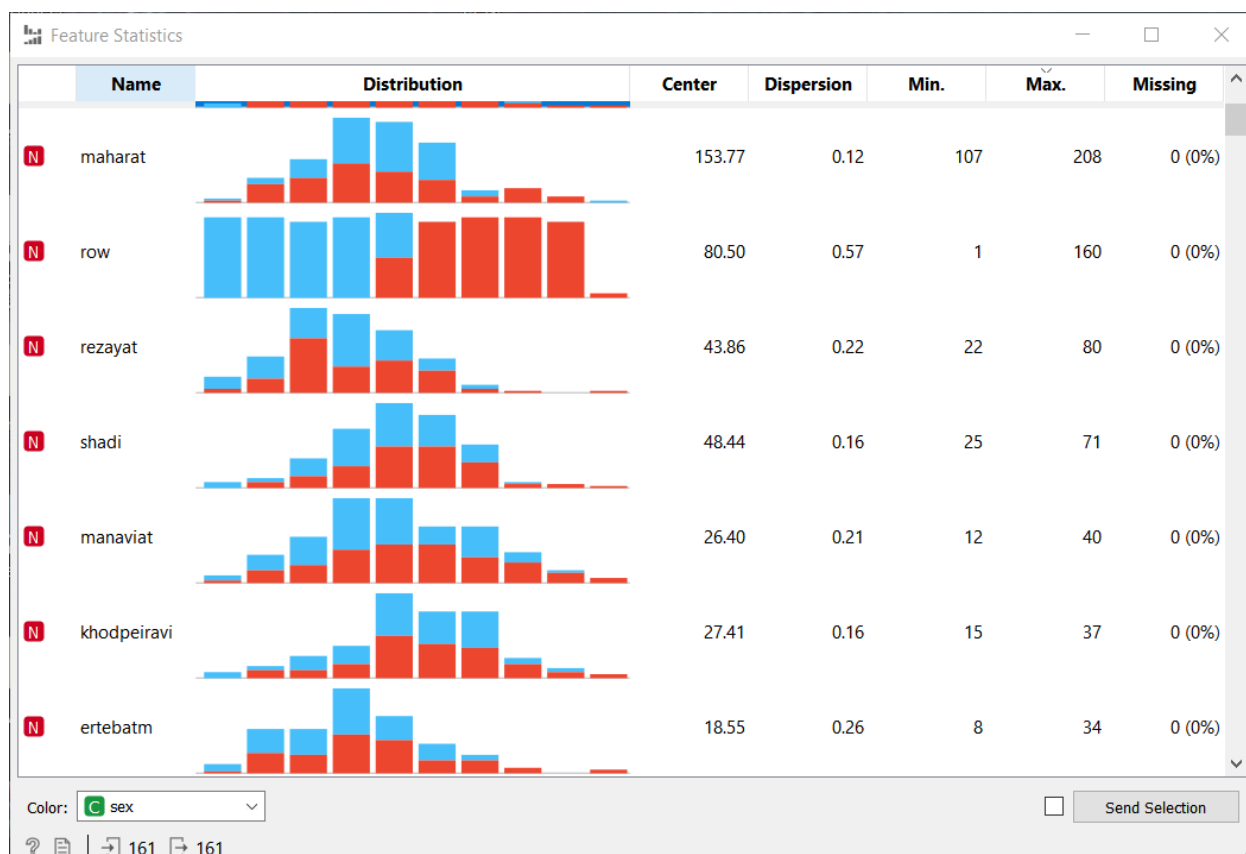 Feature Statistics
Name Distribution Center Dispersion Min. Max. Missing
N maharat 153.77 0.12 107 208 0 (0%)
N row 80.50 0.57 1 160 0 (0%)
N rezayat 43.86 0.22 22 80 0 (0%)
N shadi 48.44 0.16 25 71 0 (0%)
N manaviat 26.40 0.21 12 40 0 (0%)
N khodpeiravi 27.41 0.16 15 37 0 (0%)
N ertebatm 18.55 0.26 8 34 0 (0%)
Color: C sex Send Selection
? 161 161